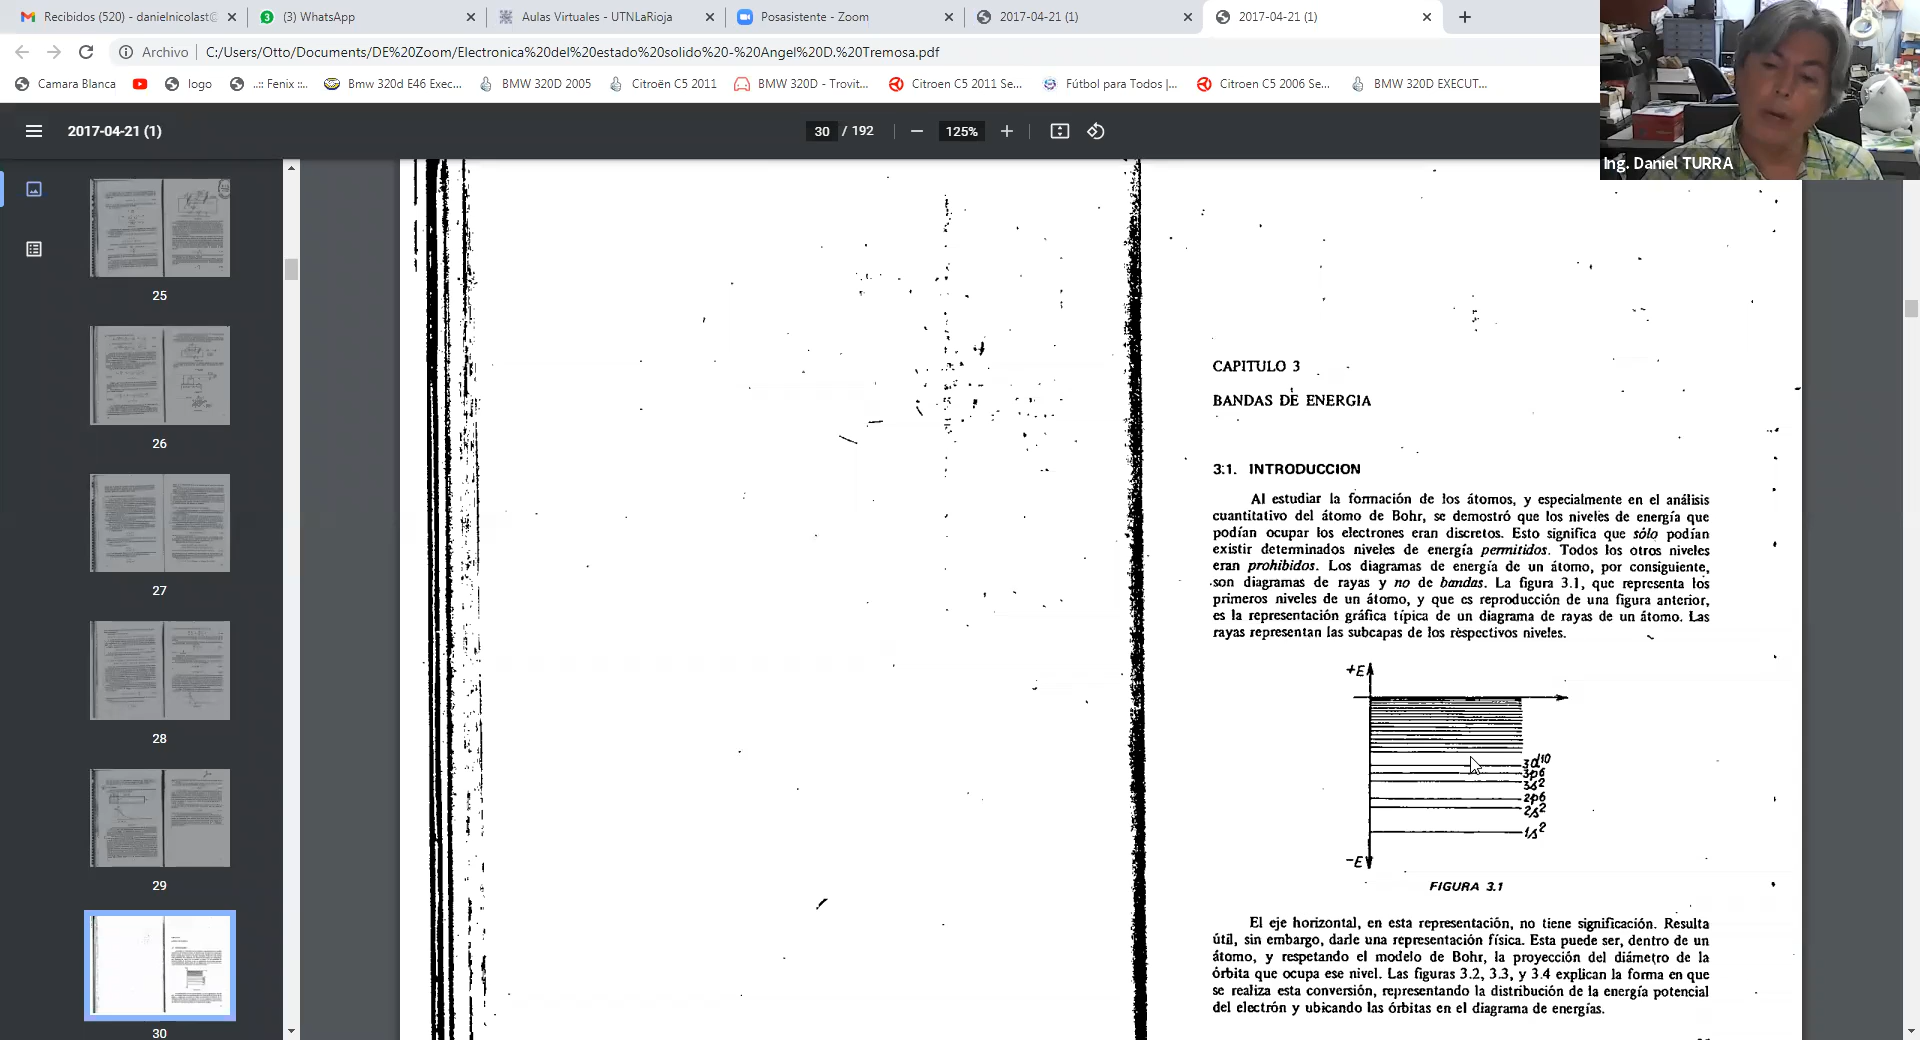 Recibidos (520) - danielnicolast@
(3) WhatsApp
Aulas Virtuales - UTNLaRioja
Posasistente - Zoom
2017-04-21 (1)
2017-04-21 (1)
Archivo
C:/Users/Otto/Documents/DE%20Zoom/Electronica%20del%20estado%20solido%20-%20Angel%20D.%20Tremosa.pdf
Camara Blanca
logo
..:: Fenix ::..
Bmw 320d E46 Exec...
BMW 320D 2005
Citroën C5 2011
BMW 320D - Trovit...
Citroen C5 2011 Se...
Fútbol para Todos |...
Citroen C5 2006 Se...
BMW 320D EXECUT...
2017-04-21 (1)
30 / 192
125%
Ing. Daniel TURRA
25
26
27
28
29
30
CAPITULO 3
BANDAS DE ENERGIA
3.1. INTRODUCCION
Al estudiar la formación de los átomos, y especialmente en el análisis
cuantitativo del átomo de Bohr, se demostró que los niveles de energía que
podían ocupar los electrones eran discretos. Esto significa que sólo podían
existir determinados niveles de energía permitidos. Todos los otros niveles
eran prohibidos. Los diagramas de energía de un átomo, por consiguiente,
son diagramas de rayas y no de bandas. La figura 3.1, que representa los
primeros niveles de un átomo, y que es reproducción de una figura anterior,
es la representación gráfica típica de un diagrama de rayas de un átomo. Las
rayas representan las subcapas de los respectivos niveles.
+E
3d10
3p6
3s2
2p6
2s2
1s2
-E
FIGURA 3.1
El eje horizontal, en esta representación, no tiene significación. Resulta
útil, sin embargo, darle una representación física. Esta puede ser, dentro de un
átomo, y respetando el modelo de Bohr, la proyección del diámetro de la
órbita que ocupa ese nivel. Las figuras 3.2, 3.3, y 3.4 explican la forma en que
se realiza esta conversión, representando la distribución de la energía potencial
del electrón y ubicando las órbitas en el diagrama de energías.